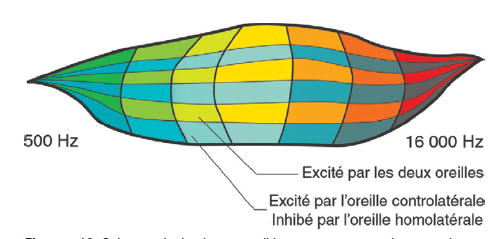 500 Hz
16 000 Hz
Excité par les deux oreilles
Excité par l'oreille controlatérale
Inhibé par l'oreille homolatérale